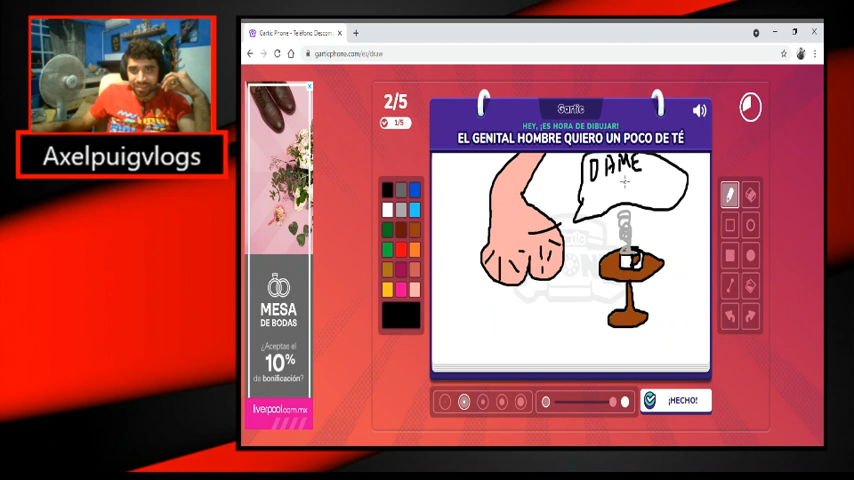 Gartic Phone - Teléfono Descom
garticphone.com/es/draw
2/5
1/5
Gartic
HEY, ¡ES HORA DE DIBUJAR!
EL GENITAL HOMBRE QUIERO UN POCO DE TÉ
DAME
Axelpuigvlogs
MESA
DE BODAS
¿Aceptas el
10%
de bonificación?
liverpool.com.mx
¡HECHO!